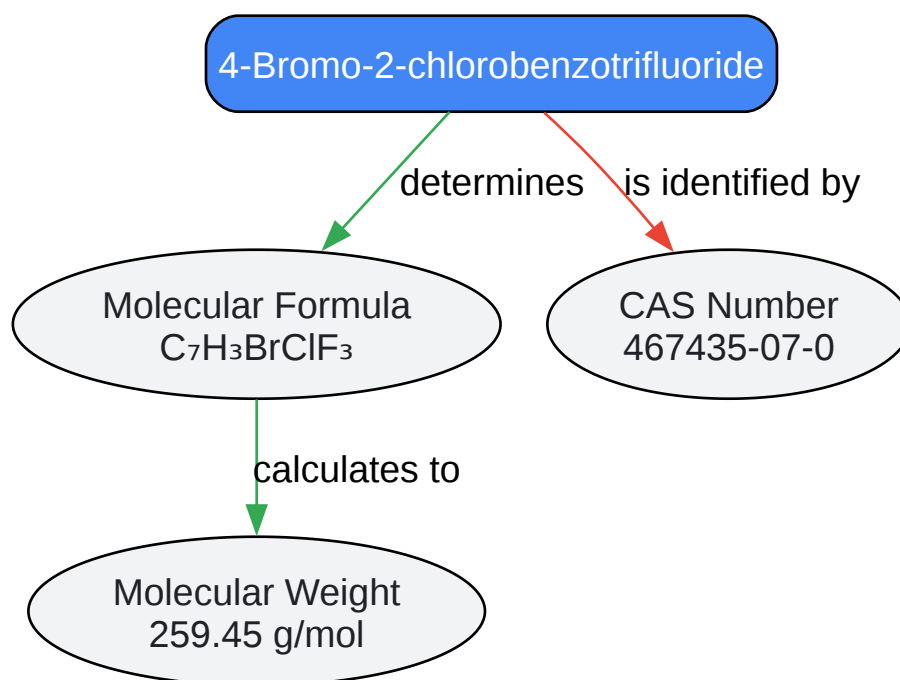 4-Bromo-2-chlorobenzotrifluoride
determines
is identified by
Molecular Formula
C₇H₃BrClF₃
CAS Number
467435-07-0
calculates to
Molecular Weight
259.45 g/mol